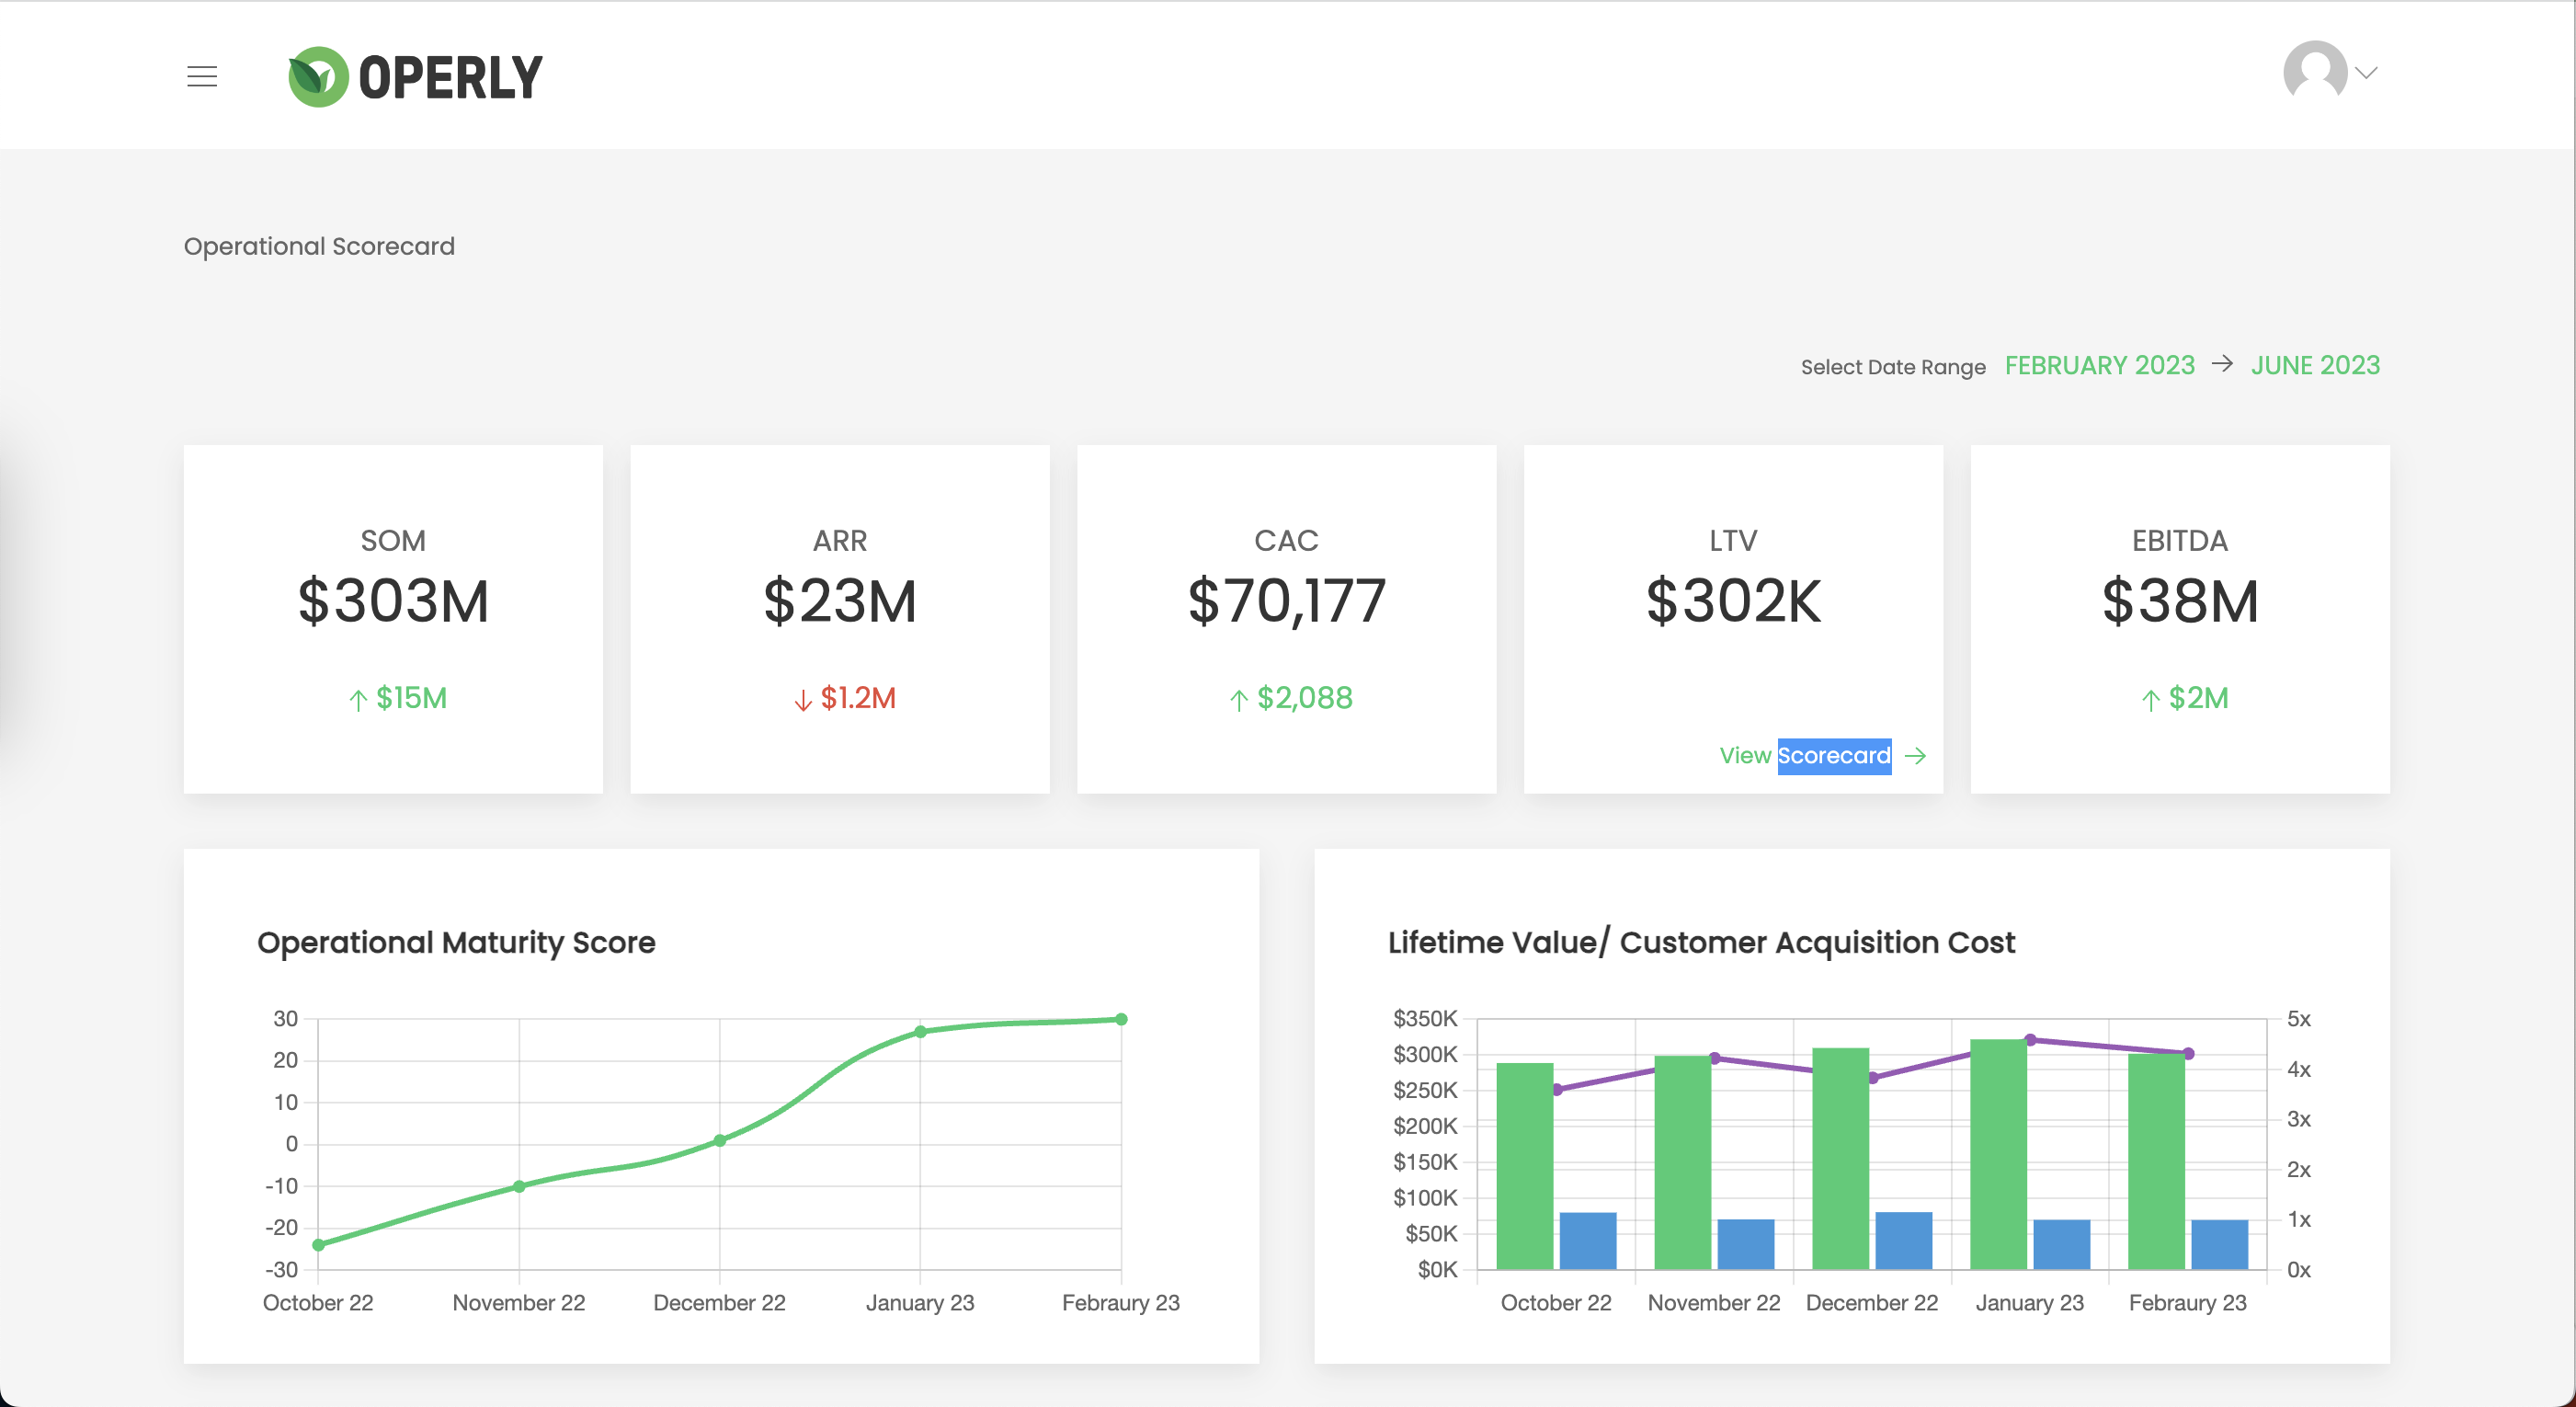 OPERLY
Operational Scorecard
Select Date Range FEBRUARY 2023 → JUNE 2023
SOM
$303M
↑ $15M
ARR
$23M
↓ $1.2M
CAC
$70,177
↑ $2,088
LTV
$302K
View Scorecard →
EBITDA
$38M
↑ $2M
Operational Maturity Score
30
20
10
0
-10
-20
-30
October 22 November 22 December 22 January 23 Febraury 23
Lifetime Value/ Customer Acquisition Cost
$350K 5x
$300K
$250K 4x
$200K 3x
$150K 2x
$100K
$50K 1x
$0K 0x
October 22 November 22 December 22 January 23 Febraury 23